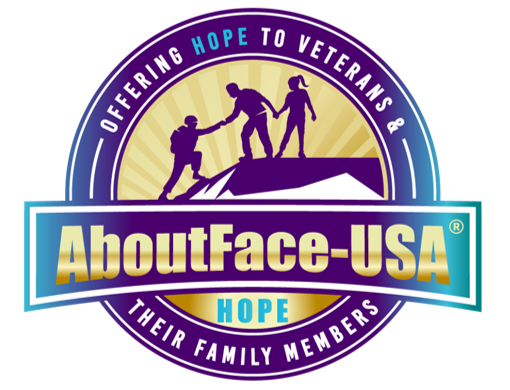 OFFERING HOPE TO VETERANS &
AboutFace-USA®
HOPE
THEIR FAMILY MEMBERS